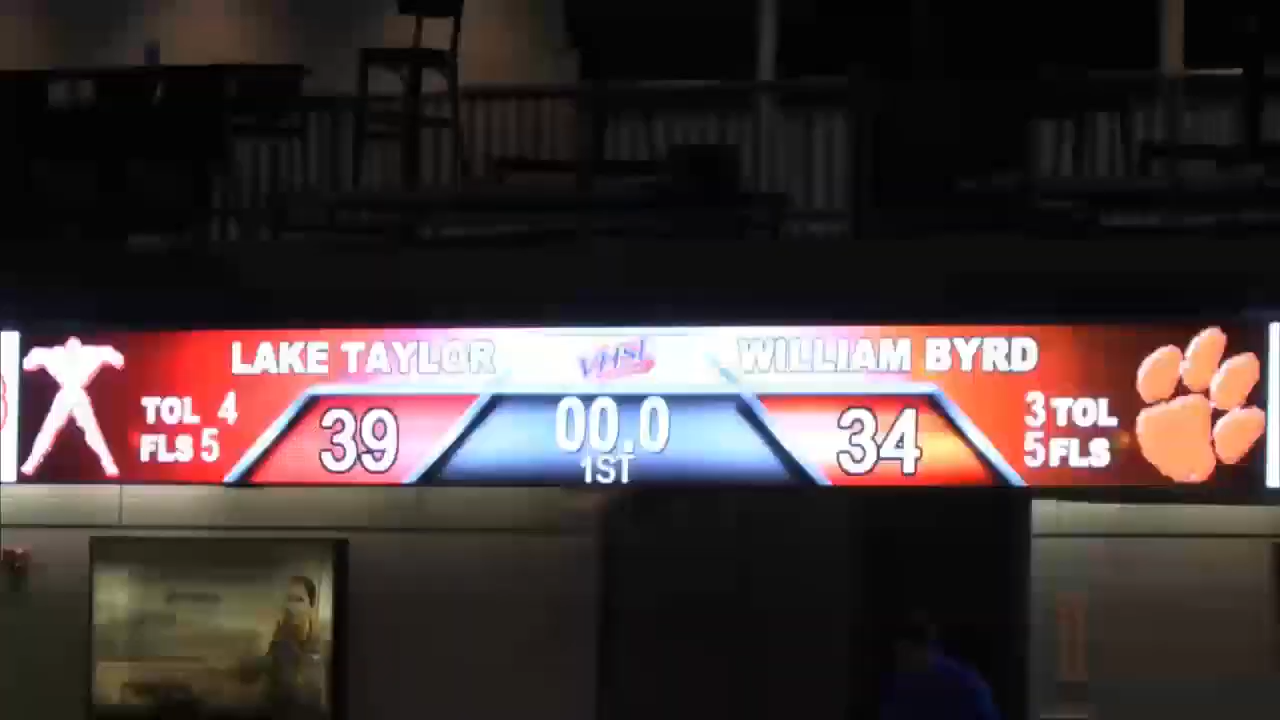 LAKE TAYLOR
VHSL
WILLIAM BYRD
TOL 4
FLS 5
39
00.0
1ST
34
3 TOL
5 FLS